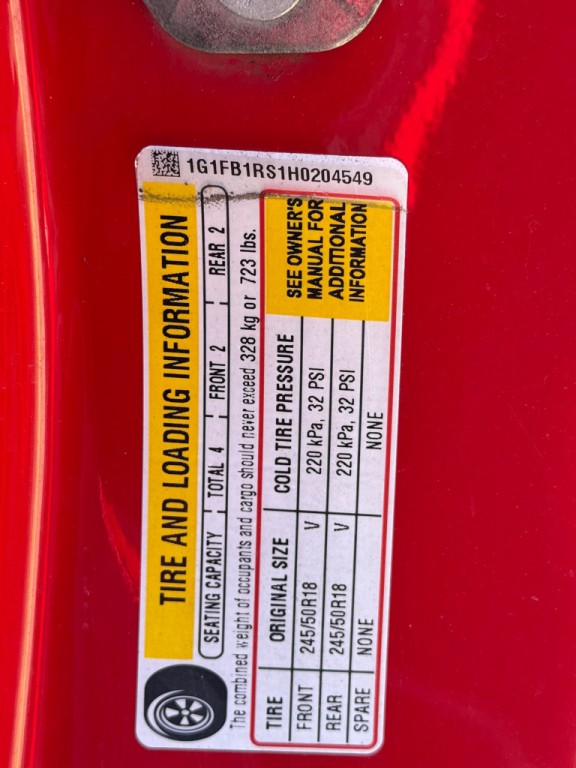 1G1FB1RS1H0204549
TIRE AND LOADING INFORMATION
SEATING CAPACITY TOTAL 4 FRONT 2 REAR 2
The combined weight of occupants and cargo should never exceed 328 kg or 723 lbs.
TIRE ORIGINAL SIZE COLD TIRE PRESSURE
FRONT 245/50R18 V 220 kPa, 32 PSI
REAR 245/50R18 V 220 kPa, 32 PSI
SPARE NONE NONE
SEE OWNER'S
MANUAL FOR
ADDITIONAL
INFORMATION